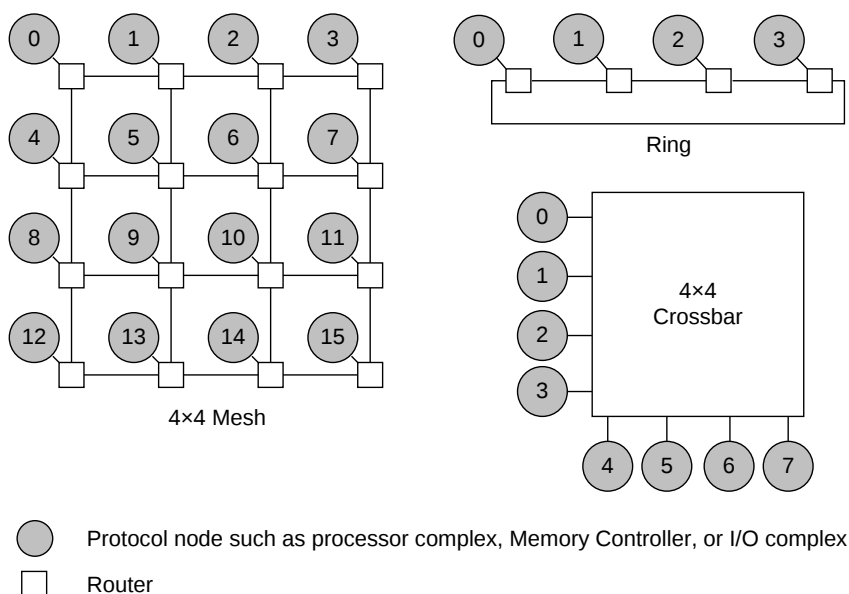 0 1 2 3
4 5 6 7
8 9 10 11
12 13 14 15
4×4 Mesh
0 1 2 3
Ring
0
1
2
3
4×4
Crossbar
4 5 6 7
Protocol node such as processor complex, Memory Controller, or I/O complex
Router